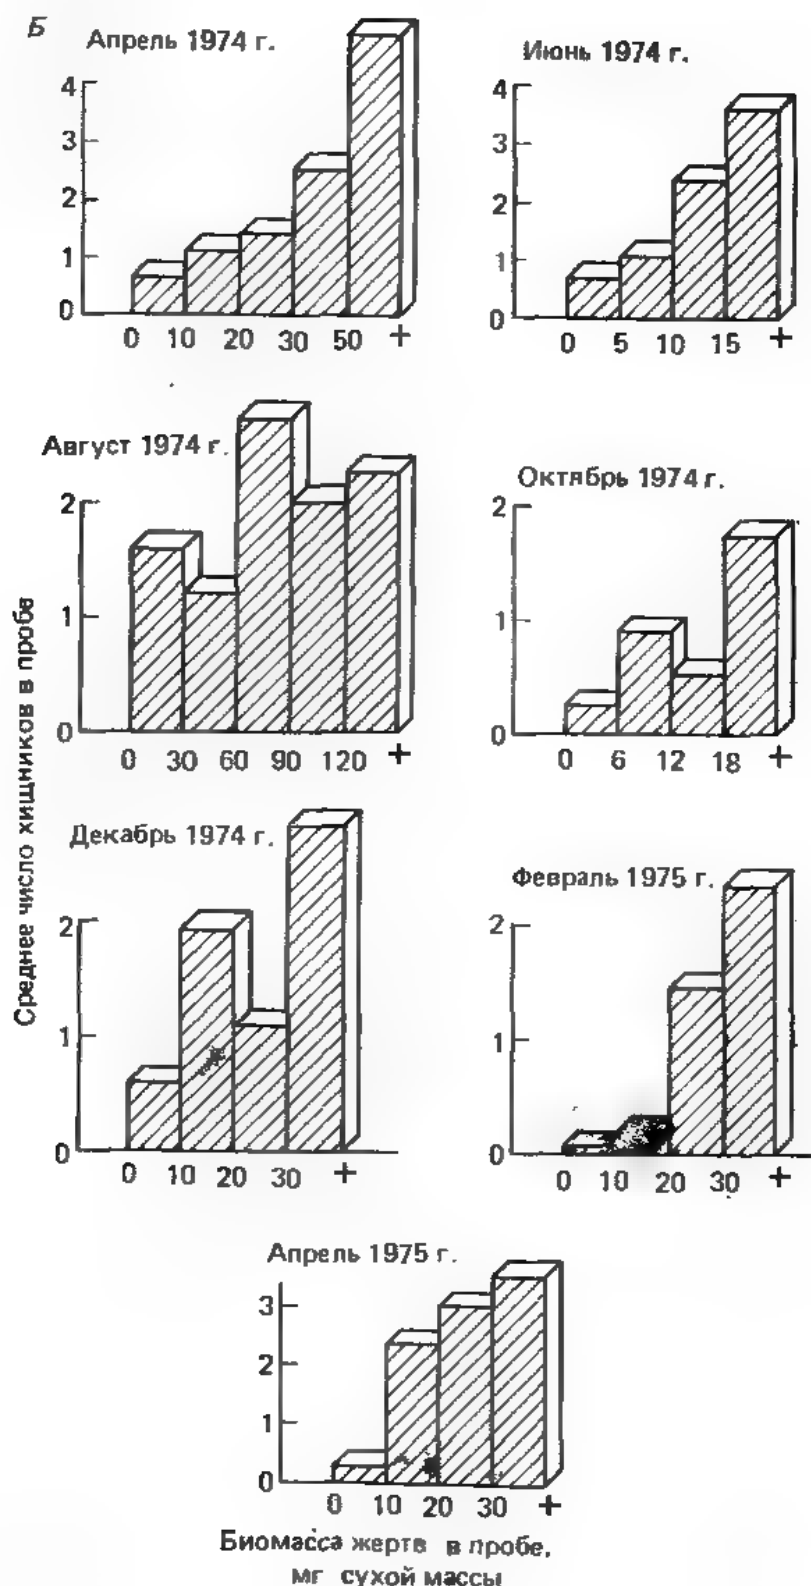 Б
Апрель 1974 г.
4
3
2
1
0
0 10 20 30 50 +
Июнь 1974 г.
4
3
2
1
0
0 5 10 15 +
Август 1974 г.
2
1
0
0 30 60 90 120 +
Октябрь 1974 г.
2
1
0
0 6 12 18 +
Среднее число хищников в пробе
Декабрь 1974 г.
2
1
0
0 10 20 30 +
Февраль 1975 г.
2
1
0
0 10 20 30 +
Апрель 1975 г.
3
2
1
0
0 10 20 30 +
Биомасса жертв в пробе,
мг сухой массы